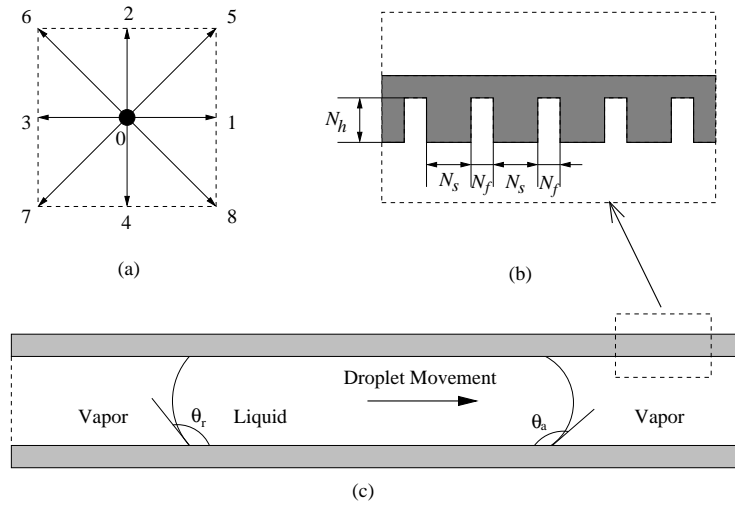 6 2 5
3 0 1
7 4 8
(a)
N_h
N_s N_f N_s N_f
(b)
Droplet Movement
Vapor θ_r Liquid θ_a Vapor
(c)